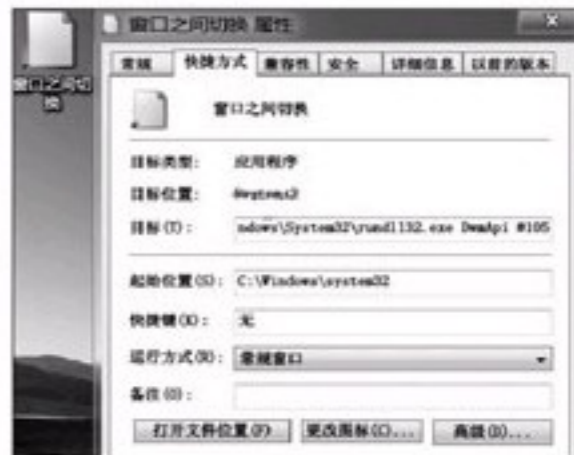 窗口之间切换 属性
窗口之间切
换
常规 快捷方式 兼容性 安全 详细信息 以前的版本
窗口之间切换
目标类型: 应用程序
目标位置: System32
目标(T): ndows\System32\rundll32.exe DwmApi #105
起始位置(S): C:\Windows\system32
快捷键(K): 无
运行方式(R): 常规窗口
备注(O):
打开文件位置(F) 更改图标(C)... 高级(D)...